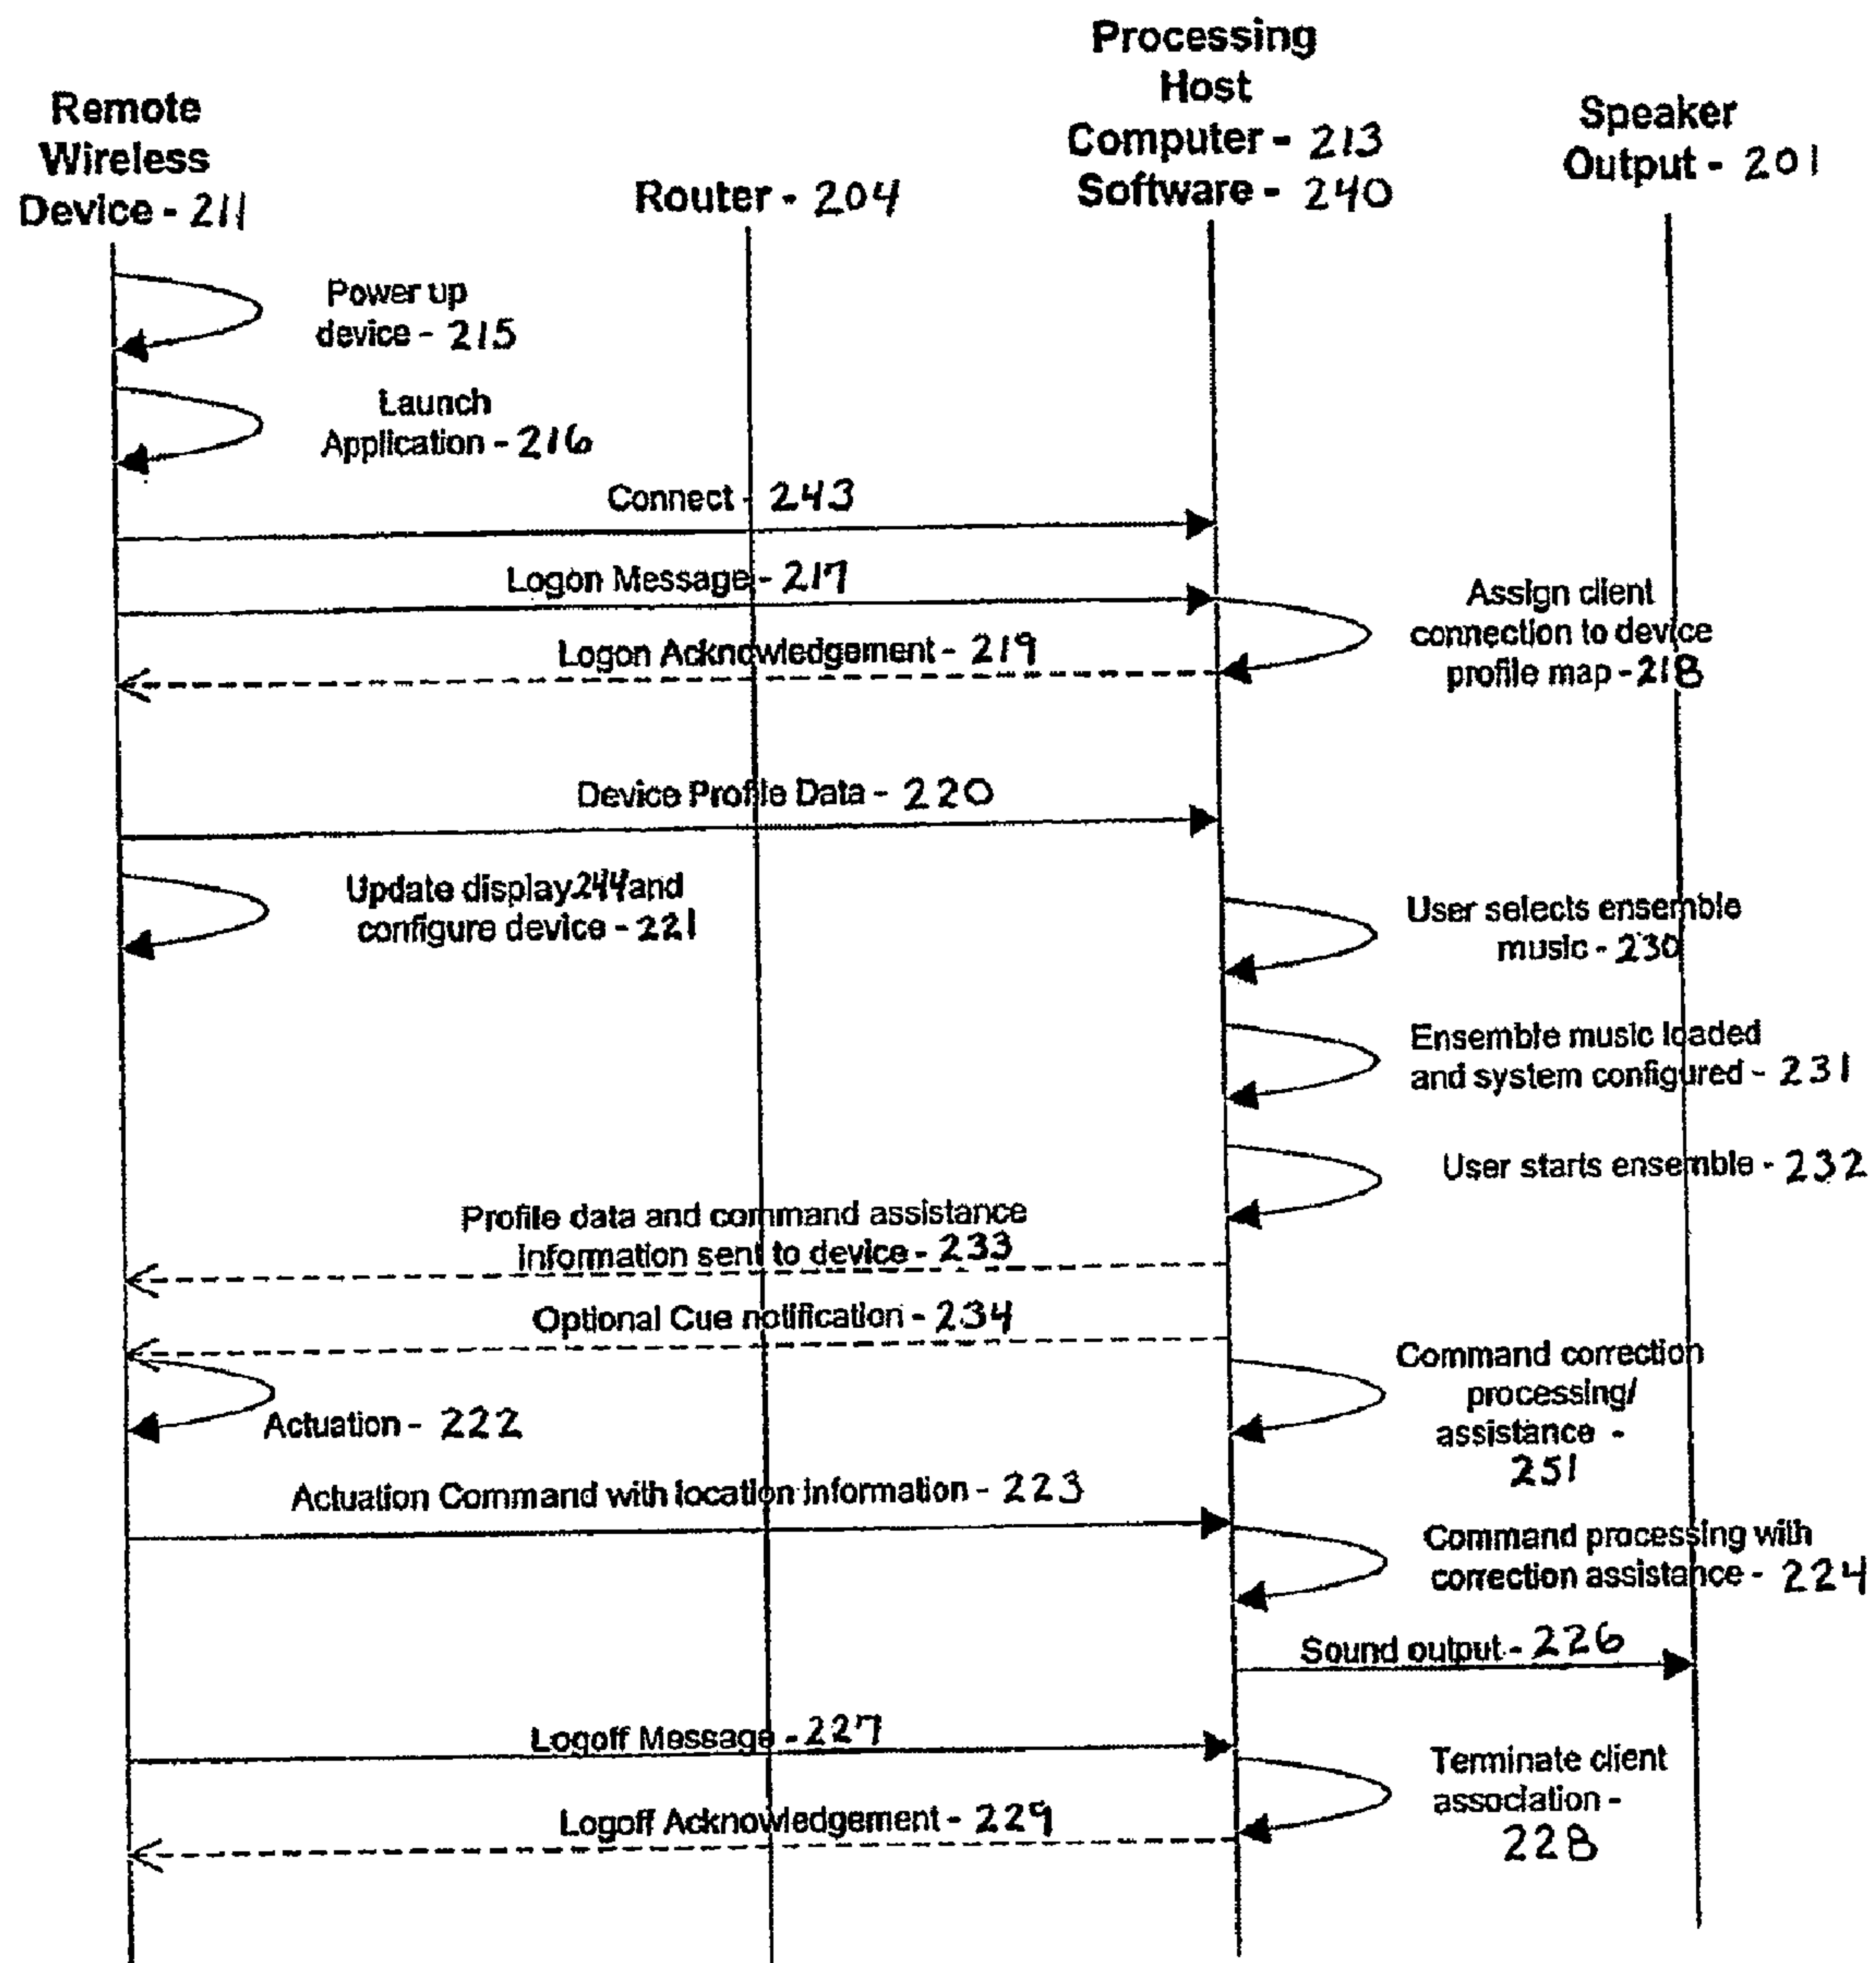 Remote
Wireless
Device - 211
Router - 204
Processing
Host
Computer - 213
Software - 240
Speaker
Output - 201
Power up
device - 215
Launch
Application - 216
Connect - 243
Logon Message - 217
Assign client
connection to device
profile map - 218
Logon Acknowledgement - 219
Device Profile Data - 220
Update display 244 and
configure device - 221
User selects ensemble
music - 230
Ensemble music loaded
and system configured - 231
User starts ensemble - 232
Profile data and command assistance
information sent to device - 233
Optional Cue notification - 234
Command correction
processing/
assistance -
251
Actuation - 222
Actuation Command with location information - 223
Command processing with
correction assistance - 224
Sound output - 226
Logoff Message - 227
Terminate client
association -
228
Logoff Acknowledgement - 229